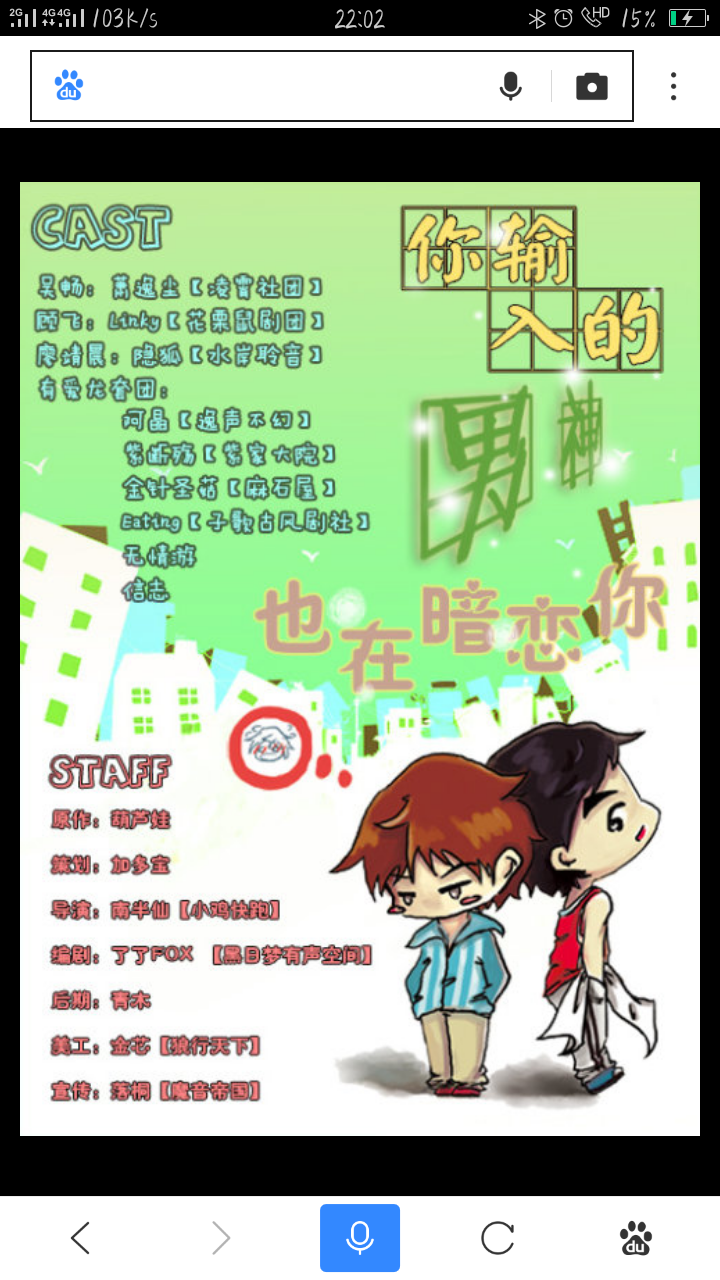 2G 4G 4G 103K/s 22:02 HD 15%
du
CAST
吴畅：萧逸尘【凌霄社团】
顾飞：Linky【花栗鼠剧团】
廖靖晨：隐狐【水岸聆音】
有爱龙套团：
阿晶【逸声不幻】
紫断殇【紫家大院】
金针圣菇【麻石屋】
Eating【子歌古风剧社】
无情游
信志
你输
入的
男神
也在暗恋你
STAFF
原作：葫芦娃
策划：加多宝
导演：南半仙【小鸡快跑】
编剧：了了FOX 【黑白梦有声空间】
后期：青木
美工：金芯【狼行天下】
宣传：落桐【魔音帝国】
du